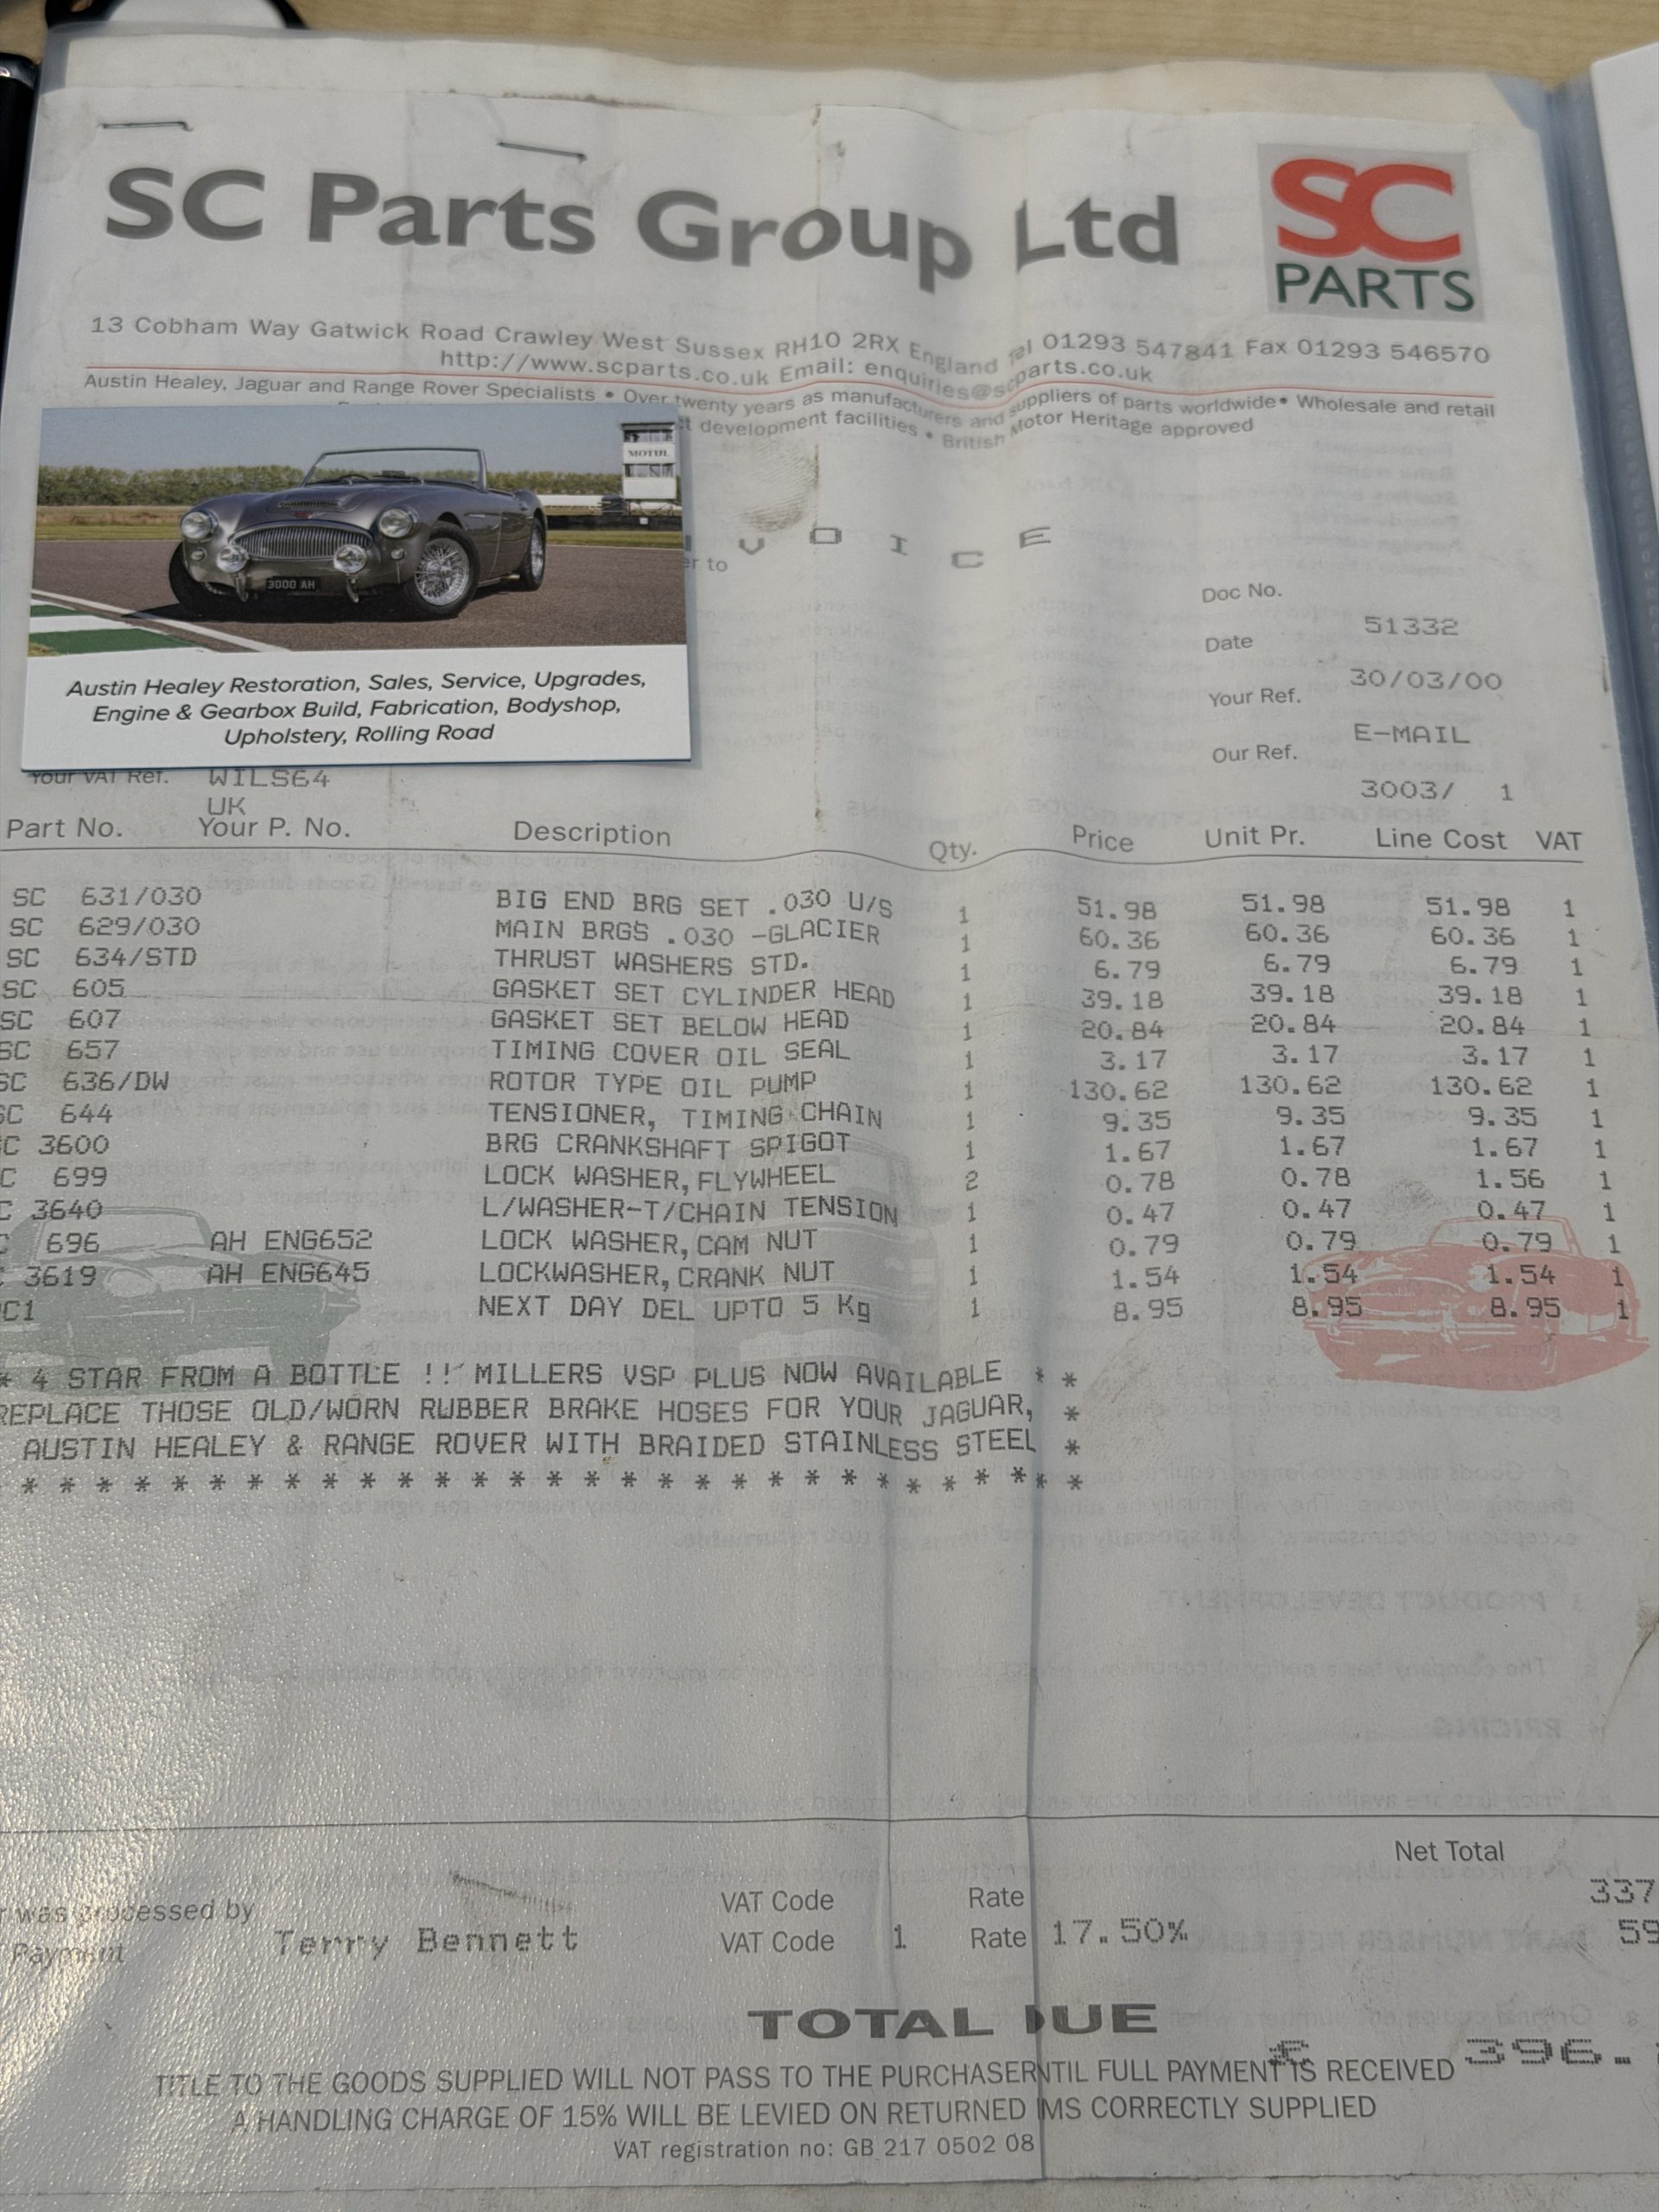 SC Parts Group Ltd
SC
PARTS
13 Cobham Way Gatwick Road Crawley West Sussex RH10 2RX England Tel 01293 547841 Fax 01293 546570
http://www.scparts.co.uk Email: enquiries@scparts.co.uk
Austin Healey, Jaguar and Range Rover Specialists • Over twenty years as manufacturers and suppliers of parts worldwide • Wholesale and retail
development facilities • British Motor Heritage approved
MOTUL
3000 AH
Austin Healey Restoration, Sales, Service, Upgrades,
Engine & Gearbox Build, Fabrication, Bodyshop,
Upholstery, Rolling Road
V O I C E
to
Doc No.
51332
Date
30/03/00
Your Ref.
E-MAIL
Our Ref.
3003/ 1
Your VAT Ref. WILS64
UK
Part No. Your P. No. Description Qty. Price Unit Pr. Line Cost VAT
SC 631/030 BIG END BRG SET .030 U/S 1 51.98 51.98 51.98 1
SC 629/030 MAIN BRGS .030 -GLACIER 1 60.36 60.36 60.36 1
SC 634/STD THRUST WASHERS STD. 1 6.79 6.79 6.79 1
SC 605 GASKET SET CYLINDER HEAD 1 39.18 39.18 39.18 1
SC 607 GASKET SET BELOW HEAD 1 20.84 20.84 20.84 1
SC 657 TIMING COVER OIL SEAL 1 3.17 3.17 3.17 1
SC 636/DW ROTOR TYPE OIL PUMP 1 130.62 130.62 130.62 1
SC 644 TENSIONER, TIMING CHAIN 1 9.35 9.35 9.35 1
C 3600 BRG CRANKSHAFT SPIGOT 1 1.67 1.67 1.67 1
C 699 LOCK WASHER,FLYWHEEL 2 0.78 0.78 1.56 1
C 3640 L/WASHER-T/CHAIN TENSION 1 0.47 0.47 0.47 1
696 AH ENG652 LOCK WASHER,CAM NUT 1 0.79 0.79 0.79 1
3619 AH ENG645 LOCKWASHER,CRANK NUT 1 1.54 1.54 1.54 1
C1 NEXT DAY DEL UPTO 5 Kg 1 8.95 8.95 8.95 1
* 4 STAR FROM A BOTTLE !! MILLERS VSP PLUS NOW AVAILABLE * *
REPLACE THOSE OLD/WORN RUBBER BRAKE HOSES FOR YOUR JAGUAR, *
AUSTIN HEALEY & RANGE ROVER WITH BRAIDED STAINLESS STEEL *
* * * * * * * * * * * * * * * * * * * * * * * * * * * * *
Net Total
337
was processed by Terry Bennett VAT Code Rate
Payment VAT Code 1 Rate 17.50% 59
TOTAL DUE
£ 396.
TITLE TO THE GOODS SUPPLIED WILL NOT PASS TO THE PURCHASER NTIL FULL PAYMENT IS RECEIVED
A HANDLING CHARGE OF 15% WILL BE LEVIED ON RETURNED MS CORRECTLY SUPPLIED
VAT registration no: GB 217 0502 08